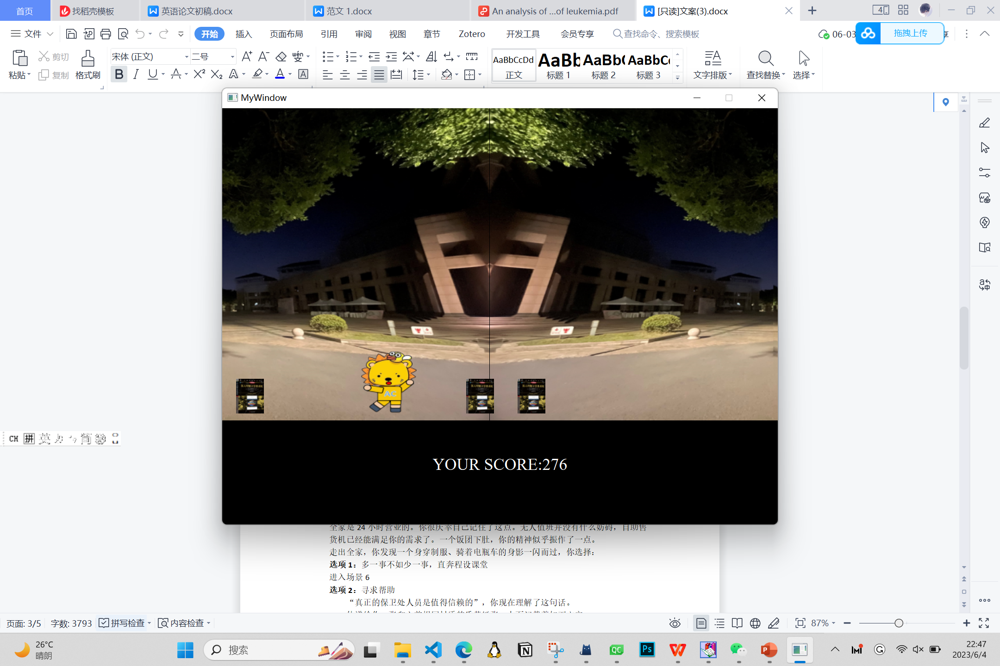 首页
找稻壳模板
英语论文初稿.docx
范文 1.docx
An analysis of ...of leukemia.pdf
[只读]文案(3).docx
文件
开始
插入
页面布局
引用
审阅
视图
章节
Zotero
开发工具
会员专享
查找命令、搜索模板
06-03
拖拽上传
粘贴
剪切
复制
格式刷
宋体 (正文)
二号
AaBbCcDd
正文
AaBb
标题 1
AaBb(
标题 2
AaBbC
标题 3
文字排版
查找替换
选择
MyWindow
AC
YOUR SCORE:276
CH 拼 英 简
全家是 24 小时营业的。你很庆幸自己记住了这点。无人值班并没有什么妨碍，自助售
货机已经能满足你的需求了。一个饭团下肚，你的精神似乎振作了一点。
走出全家，你发现一个身穿制服、骑着电瓶车的身影一闪而过，你选择：
选项 1：多一事不如少一事，直奔程设课堂
进入场景 6
选项 2：寻求帮助
“真正的保卫处人员是值得信赖的”，你现在理解了这句话。
页面: 3/5
字数: 3793
拼写检查
内容检查
87%
26°C
晴朗
搜索
22:47
2023/6/4